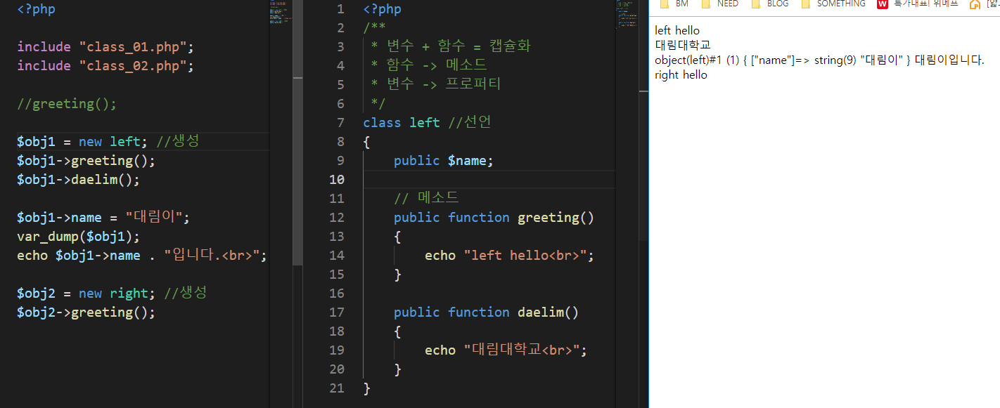 <?php
include "class_01.php";
include "class_02.php";
//greeting();
$obj1 = new left; //생성
$obj1->greeting();
$obj1->daelim();
$obj1->name = "대림이";
var_dump($obj1);
echo $obj1->name . "입니다.<br>";
$obj2 = new right; //생성
$obj2->greeting();
1 <?php
2 /**
3 * 변수 + 함수 = 캡슐화
4 * 함수 -> 메소드
5 * 변수 -> 프로퍼티
6 */
7 class left //선언
8 {
9 public $name;
10
11 // 메소드
12 public function greeting()
13 {
14 echo "left hello<br>";
15 }
16
17 public function daelim()
18 {
19 echo "대림대학교<br>";
20 }
21 }
BM NEED BLOG SOMETHING W 특가대표! 위메프
left hello
대림대학교
object(left)#1 (1) { ["name"]=> string(9) "대림이" } 대림이입니다.
right hello